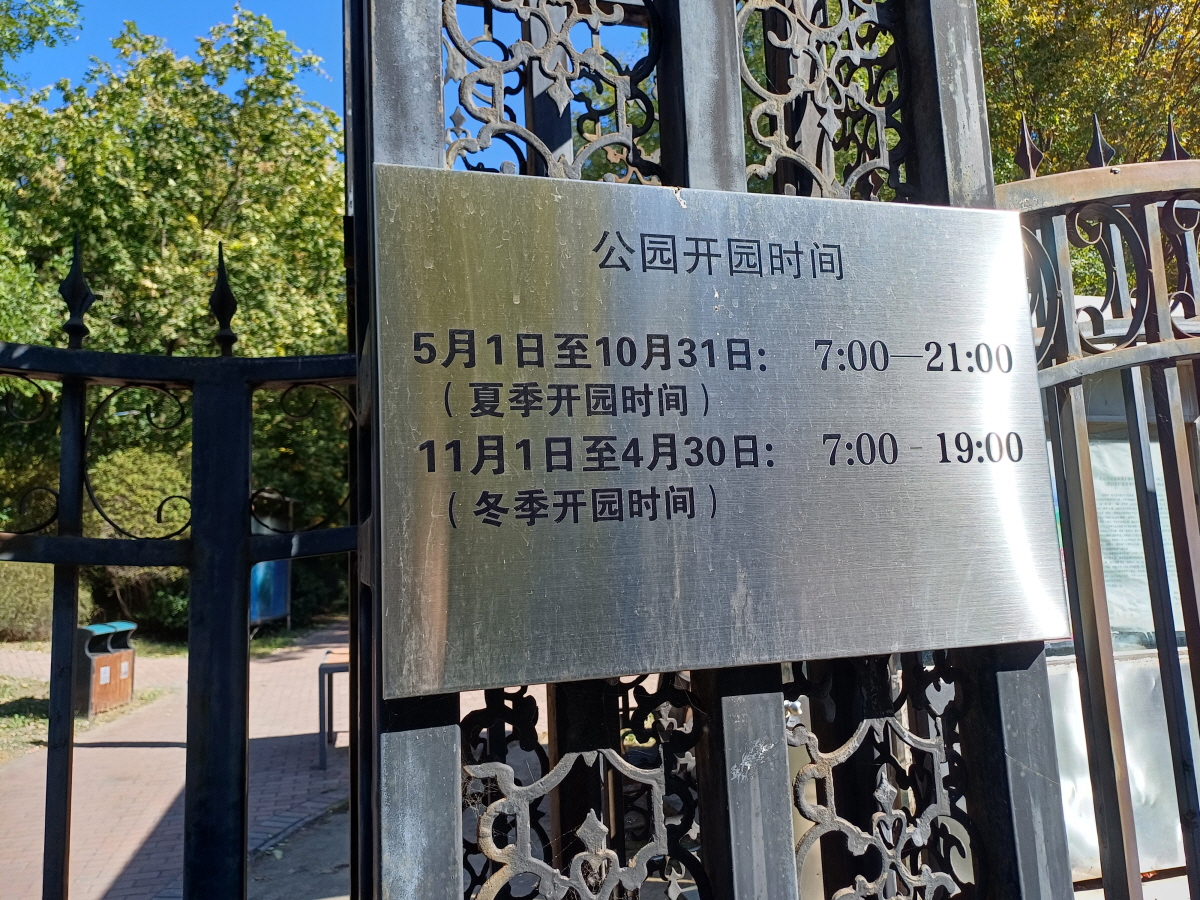 公园开园时间
5月1日至10月31日： 7:00—21:00
（夏季开园时间）
11月1日至4月30日： 7:00－19:00
（冬季开园时间）